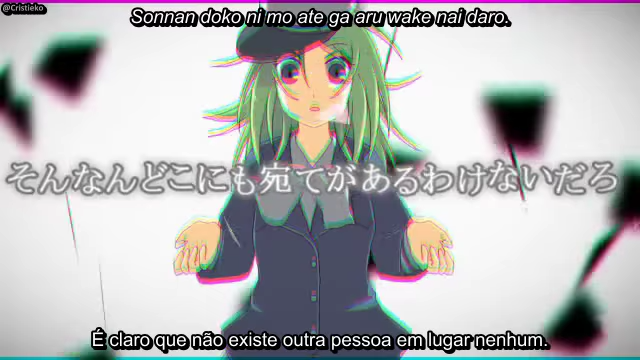 @Cristieko
Sonnan doko ni mo ate ga aru wake nai daro.
そんなんどこにも宛てがあるわけないだろ
É claro que não existe outra pessoa em lugar nenhum.